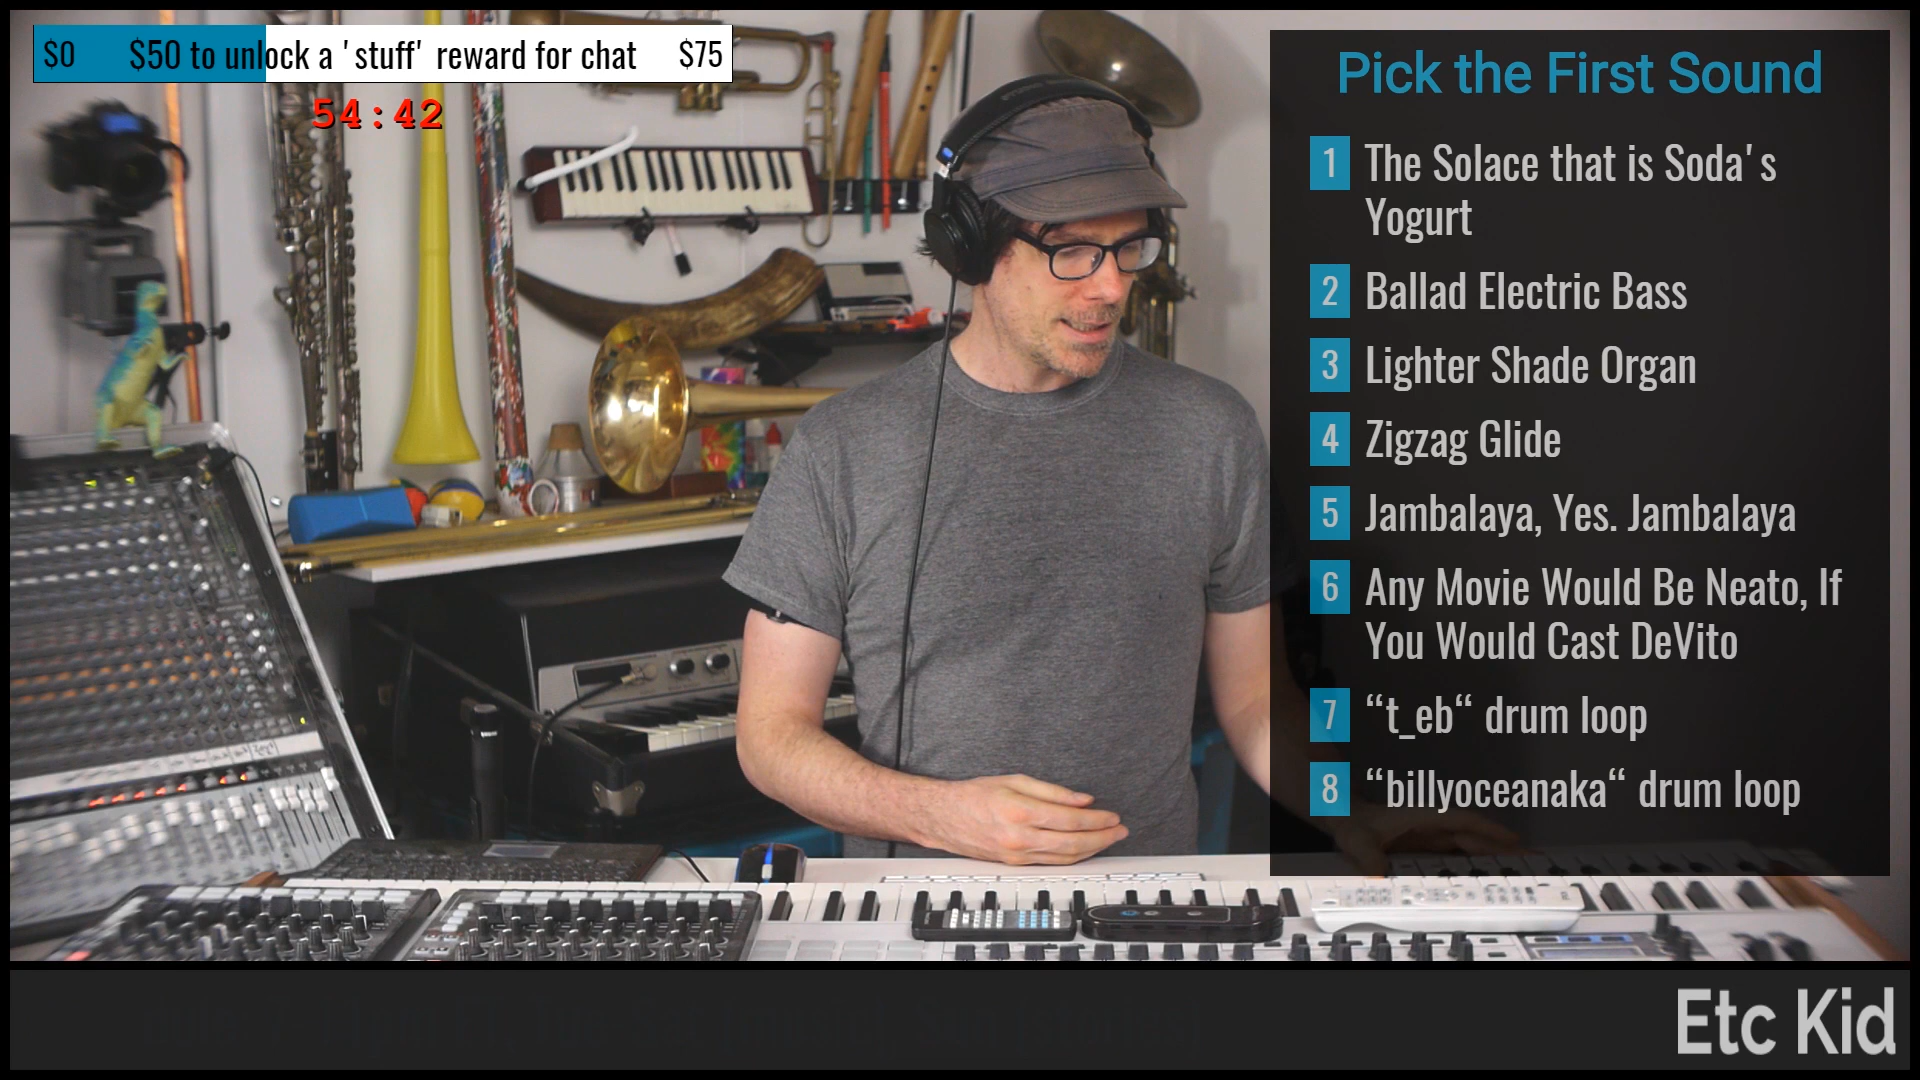 $0 $50 to unlock a 'stuff' reward for chat $75
54:42
Pick the First Sound
1 The Solace that is Soda's
Yogurt
2 Ballad Electric Bass
3 Lighter Shade Organ
4 Zigzag Glide
5 Jambalaya, Yes. Jambalaya
6 Any Movie Would Be Neato, If
You Would Cast DeVito
7 “t_eb“ drum loop
8 “billyoceanaka“ drum loop
Etc Kid